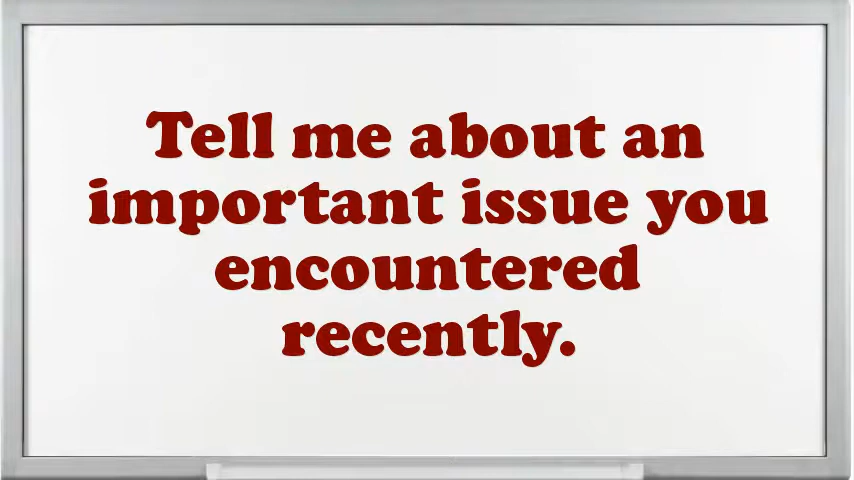 Tell me about an
important issue you
encountered
recently.